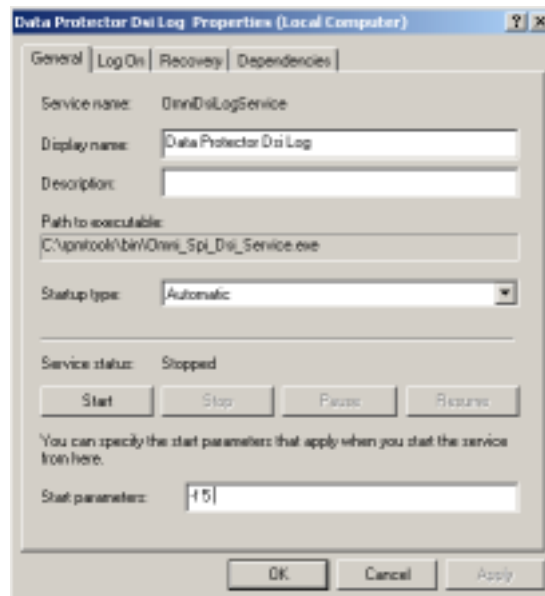 Data Protector Dsi Log Properties (Local Computer)
General Log On Recovery Dependencies
Service name: OmniDsiLogService
Display name: Data Protector Dsi Log
Description:
Path to executable:
C:\vpmtools\bin\Omni_Spi_Dsi_Service.exe
Startup type: Automatic
Service status: Stopped
Start Stop Pause Resume
You can specify the start parameters that apply when you start the service
from here.
Start parameters:
OK Cancel Apply